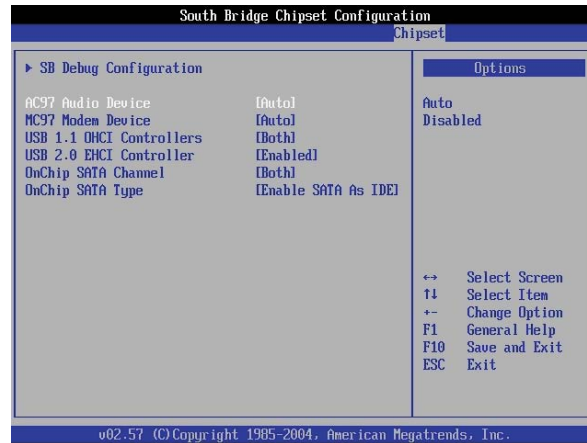 South Bridge Chipset Configuration
Chipset
▶ SB Debug Configuration
AC97 Audio Device [Auto]
MC97 Modem Device [Auto]
USB 1.1 OHCI Controllers [Both]
USB 2.0 EHCI Controller [Enabled]
OnChip SATA Channel [Both]
OnChip SATA Type [Enable SATA As IDE]
Options
Auto
Disabled
↔ Select Screen
↑↓ Select Item
+- Change Option
F1 General Help
F10 Save and Exit
ESC Exit
v02.57 (C)Copyright 1985-2004, American Megatrends, Inc.